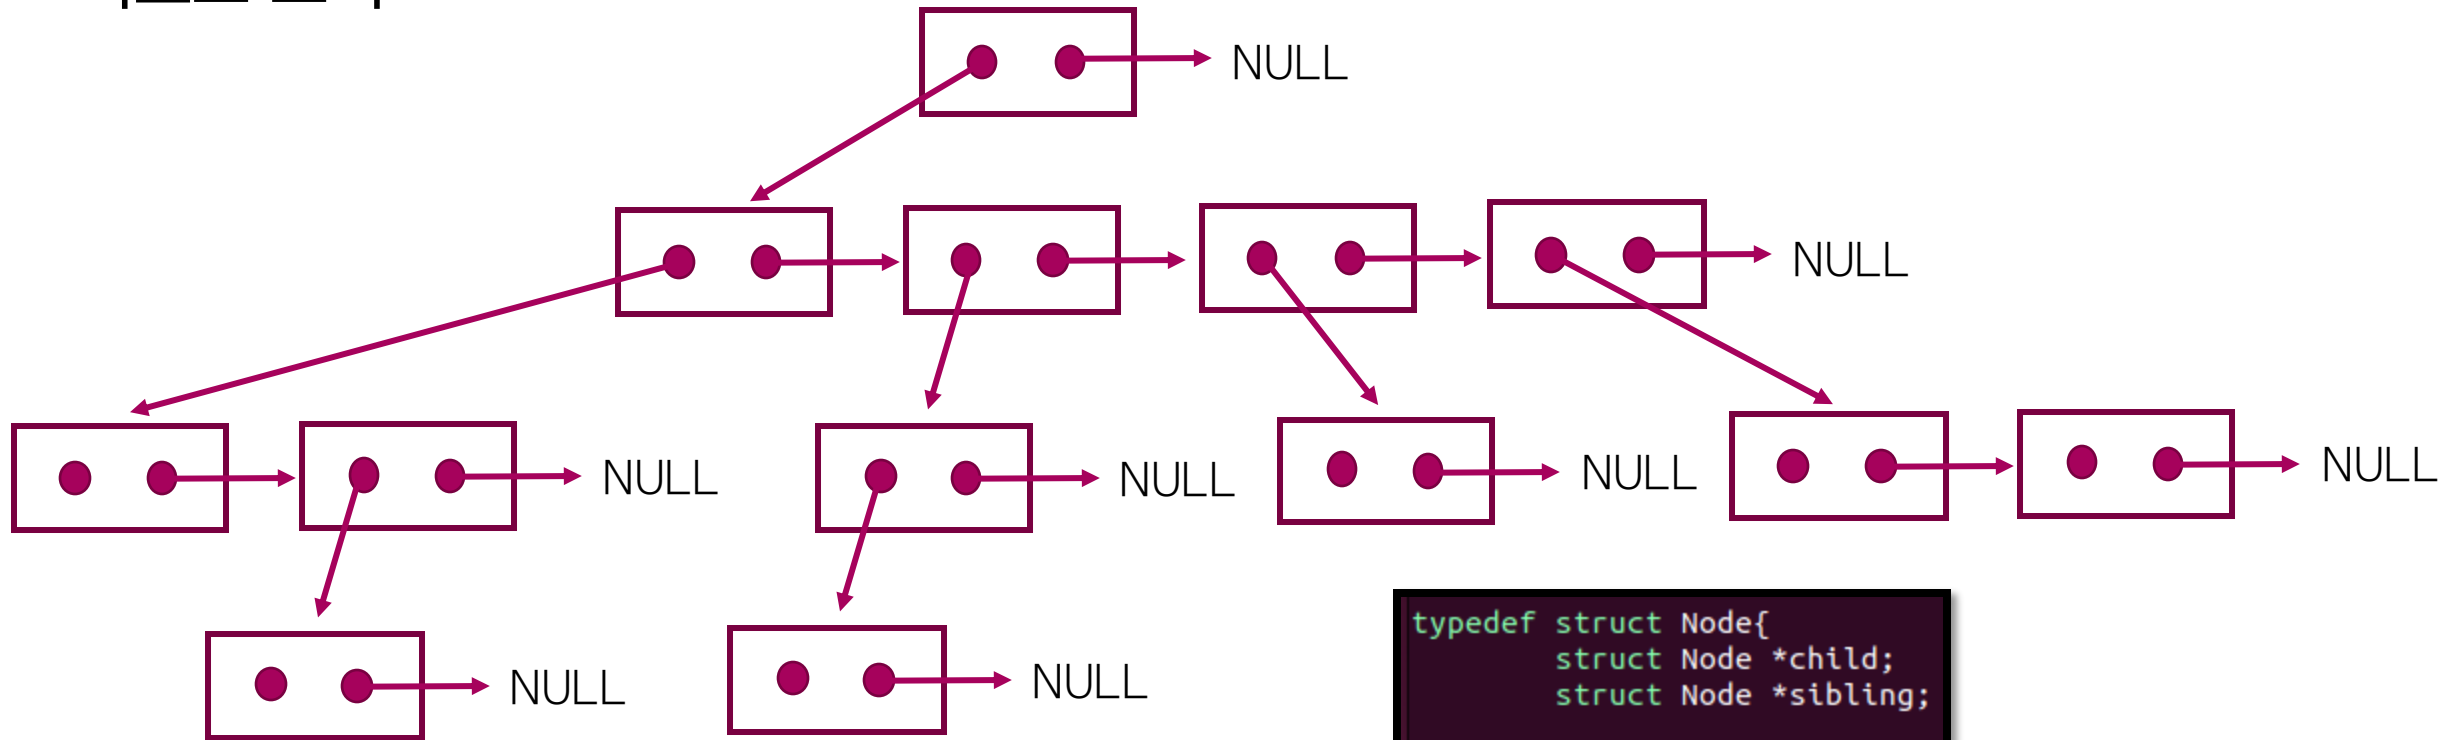 NULL
NULL
NULL
NULL
NULL
NULL
NULL
NULL
typedef struct Node{
struct Node *child;
struct Node *sibling;